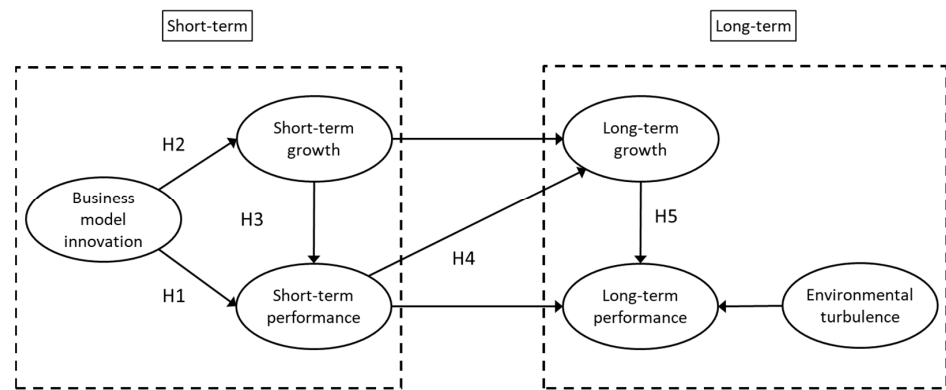 Short-term
Long-term
H2
Short-term
growth
Long-term
growth
Business
model
innovation
H3
H5
H4
H1
Short-term
performance
Long-term
performance
Environmental
turbulence